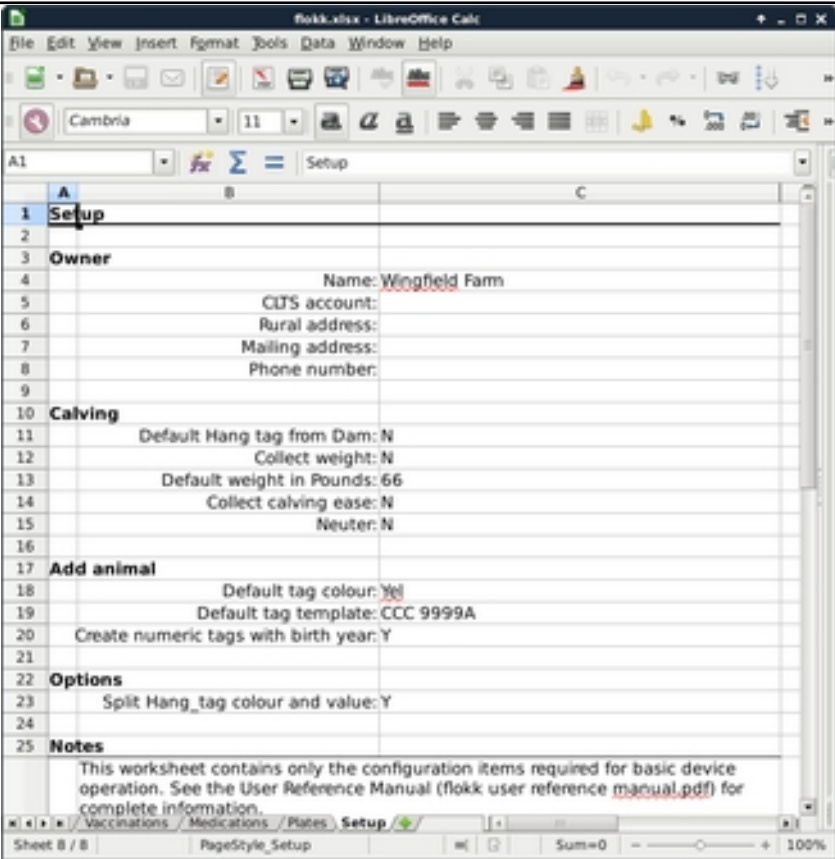 flokk.xlsx - LibreOffice Calc
File Edit View Insert Format Tools Data Window Help
Cambria 11
A1 Setup
A B C
1 Setup
2
3 Owner
4 Name: Wingfield Farm
5 CLTS account:
6 Rural address:
7 Mailing address:
8 Phone number:
9
10 Calving
11 Default Hang tag from Dam: N
12 Collect weight: N
13 Default weight in Pounds: 66
14 Collect calving ease: N
15 Neuter: N
16
17 Add animal
18 Default tag colour: Yel
19 Default tag template: CCC 9999A
20 Create numeric tags with birth year: Y
21
22 Options
23 Split Hang_tag colour and value: Y
24
25 Notes
This worksheet contains only the configuration items required for basic device
operation. See the User Reference Manual (flokk user reference manual.pdf) for
complete information.
Vaccinations Medications Plates Setup
Sheet 8 / 8 PageStyle_Setup Sum=0 100%